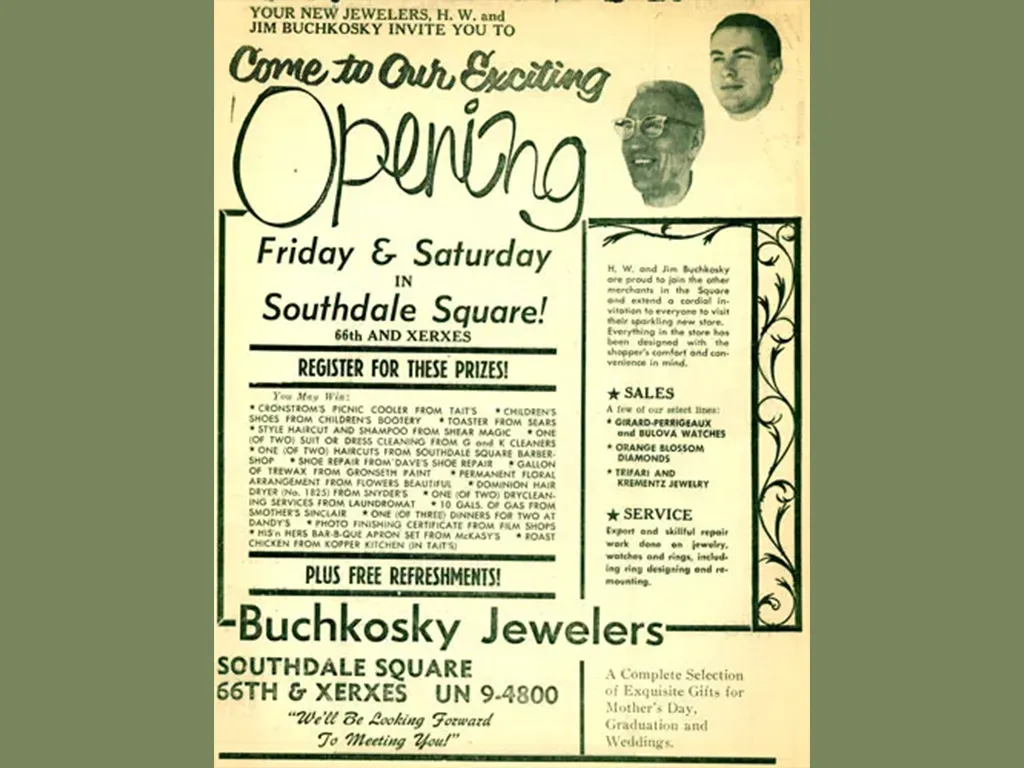 YOUR NEW JEWELERS, H. W. and
JIM BUCHKOSKY INVITE YOU TO
Come to Our Exciting
Opening
Friday & Saturday
IN
Southdale Square!
66th AND XERXES
REGISTER FOR THESE PRIZES!
You May Win:
* CRONSTROM'S PICNIC COOLER FROM TAIT'S * CHILDREN'S
SHOES FROM CHILDREN'S BOOTERY * TOASTER FROM SEARS
* STYLE HAIRCUT AND SHAMPOO FROM SHEAR MAGIC * ONE
(OF TWO) SUIT OR DRESS CLEANING FROM G and K CLEANERS
* ONE (OF TWO) HAIRCUTS FROM SOUTHDALE SQUARE BARBER-
SHOP * SHOE REPAIR FROM DAVE'S SHOE REPAIR * GALLON
OF TREWAX FROM GRONSETH PAINT * PERMANENT FLORAL
ARRANGEMENT FROM FLOWERS BEAUTIFUL * DOMINION HAIR
DRYER (No. 1825) FROM SNYDER'S * ONE (OF TWO) DRYCLEAN-
ING SERVICES FROM LAUNDROMAT * 10 GALS. OF GAS FROM
SMOTHER'S SINCLAIR * ONE (OF THREE) DINNERS FOR TWO AT
DANDY'S * PHOTO FINISHING CERTIFICATE FROM FILM SHOPS
* HIS'n HERS BAR-B-QUE APRON SET FROM McKASY'S * ROAST
CHICKEN FROM KOPPER KITCHEN (IN TAIT'S)
PLUS FREE REFRESHMENTS!
H. W. and Jim Buchkosky
are proud to join the other
merchants in the Square
and extend a cordial in-
vitation to everyone to visit
their sparkling new store.
Everything in the store has
been designed with the
shopper's comfort and con-
venience in mind.
★ SALES
A few of our select lines:
* GIRARD-PERRIGEAUX
and BULOVA WATCHES
* ORANGE BLOSSOM
DIAMONDS
* TRIFARI AND
KREMENTZ JEWELRY
★ SERVICE
Expert and skillful repair
work done on jewelry,
watches and rings, includ-
ing ring designing and re-
mounting.
Buchkosky Jewelers
SOUTHDALE SQUARE
66TH & XERXES UN 9-4800
"We'll Be Looking Forward
To Meeting You!"
A Complete Selection
of Exquisite Gifts for
Mother's Day,
Graduation and
Weddings.